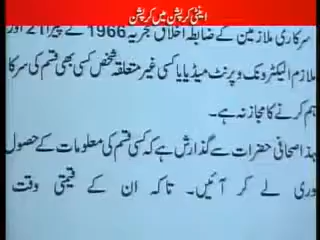 اینٹی کرپشن میں کرپشن
سرکاری ملازمین کے ضابطہ اخلاق مجریہ 1966 کے پیرا 21 اور
ملازم الیکٹرونک و پرنٹ میڈیا یا کسی غیر متعلقہ شخص کسی بھی قسم کی سرکا
ہم کرنے کا مجاز نہ ہے۔
ہذا صحافی حضرات سے گذارش ہے کہ کسی قسم کی معلومات کے حصول
وری لے کر آئیں۔ تاکہ ان کے قیمتی وقت